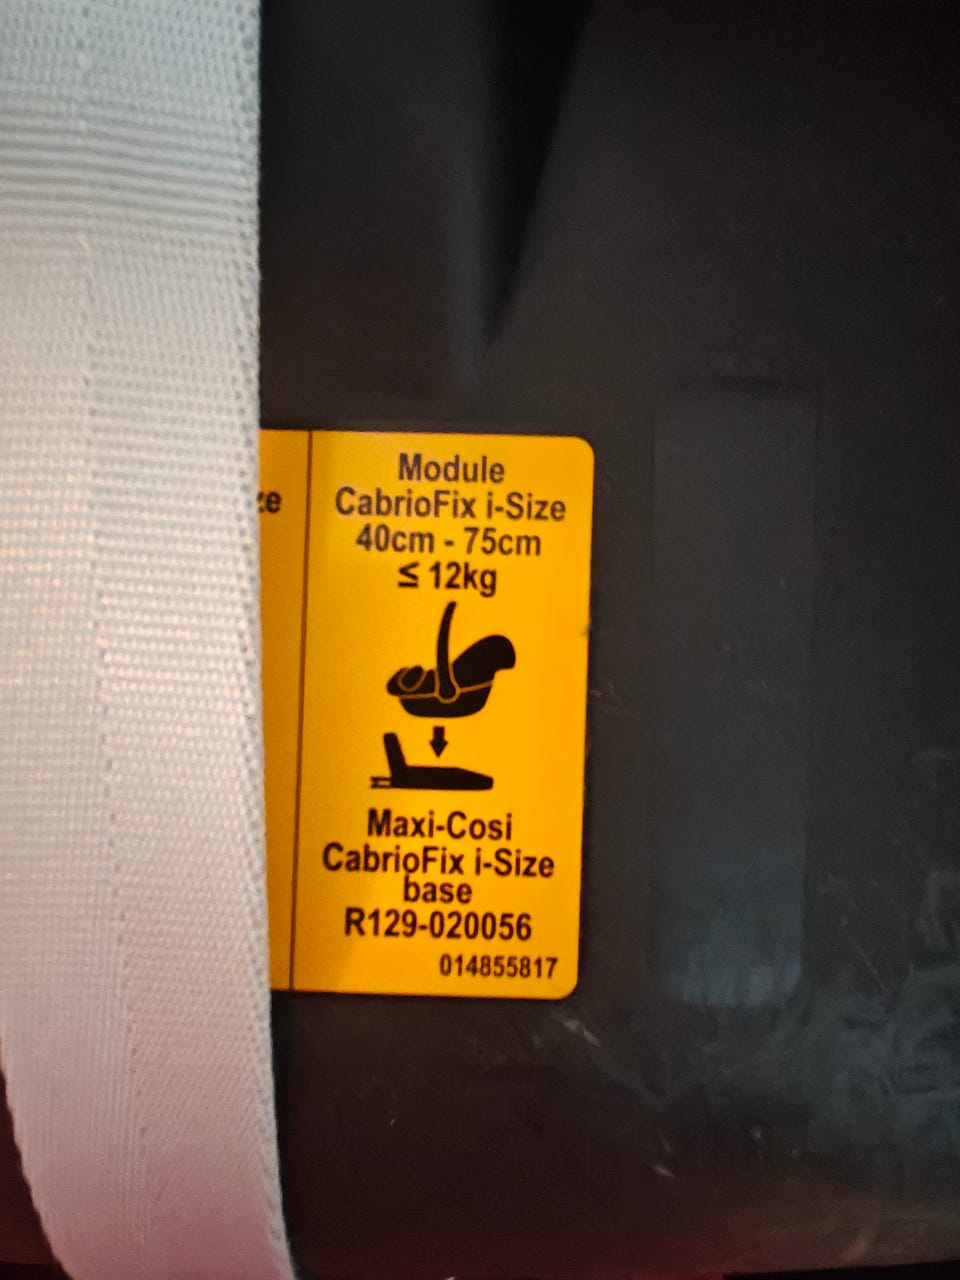 Module
CabrioFix i-Size
40cm - 75cm
≤ 12kg
Maxi-Cosi
CabrioFix i-Size
base
R129-020056
014855817